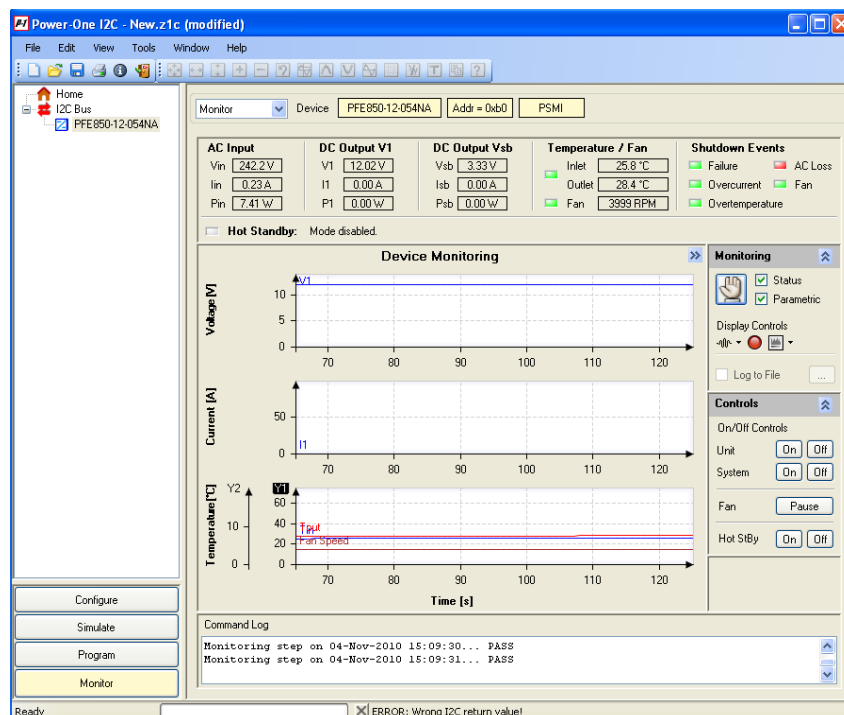 Power-One I2C - New.z1c (modified)
File Edit View Tools Window Help
Home
I2C Bus
PFE850-12-054NA
Monitor Device PFE850-12-054NA Addr = 0xb0 PSMI
AC Input DC Output V1 DC Output Vsb Temperature / Fan Shutdown Events
Vin 242.2 V V1 12.02 V Vsb 3.33 V Inlet 25.8 °C Failure AC Loss
Iin 0.23 A I1 0.00 A Isb 0.00 A Outlet 28.4 °C Overcurrent Fan
Pin 7.41 W P1 0.00 W Psb 0.00 W Fan 3999 RPM Overtemperature
Hot Standby: Mode disabled.
Device Monitoring
Voltage [V]
V1
10
5
0
70 80 90 100 110 120
Current [A]
50
I1
0
70 80 90 100 110 120
Temperature [°C]
Y2 Y1
60
10 40
20
0 0
Fan Speed
70 80 90 100 110 120
Time [s]
Monitoring
Status
Parametric
Display Controls
Log to File ...
Controls
On/Off Controls
Unit On Off
System On Off
Fan Pause
Hot StBy On Off
Configure
Simulate
Program
Monitor
Command Log
Monitoring step on 04-Nov-2010 15:09:30... PASS
Monitoring step on 04-Nov-2010 15:09:31... PASS
Ready ERROR: Wrong I2C return value!